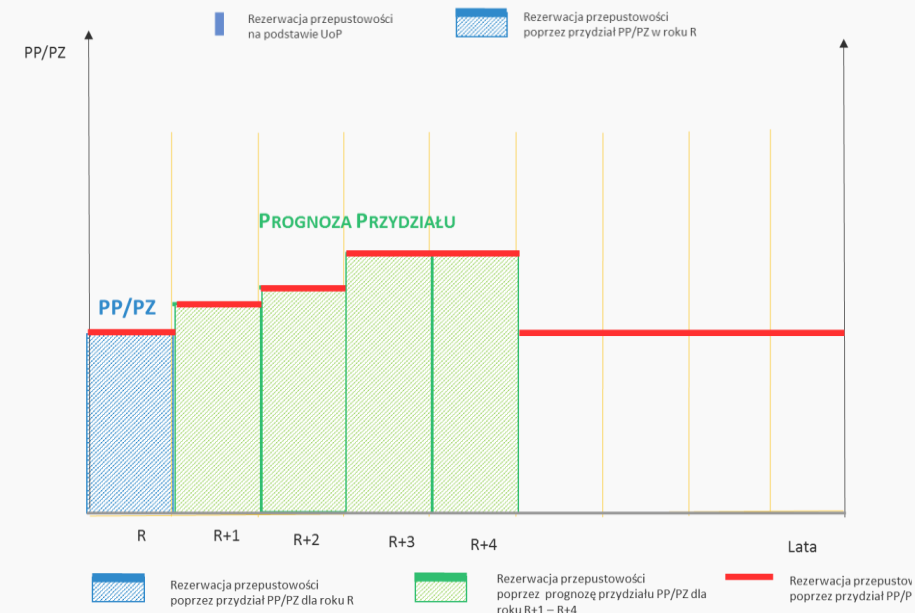 Rezerwacja przepustowości
na podstawie UoP
Rezerwacja przepustowości
poprzez przydział PP/PZ w roku R
PP/PZ
PROGNOZA PRZYDZIAŁU
PP/PZ
R
R+1
R+2
R+3
R+4
Lata
Rezerwacja przepustowości
poprzez przydział PP/PZ dla roku R
Rezerwacja przepustowości
poprzez prognozę przydziału PP/PZ dla
roku R+1 – R+4
Rezerwacja przepustow
poprzez przydział PP/P